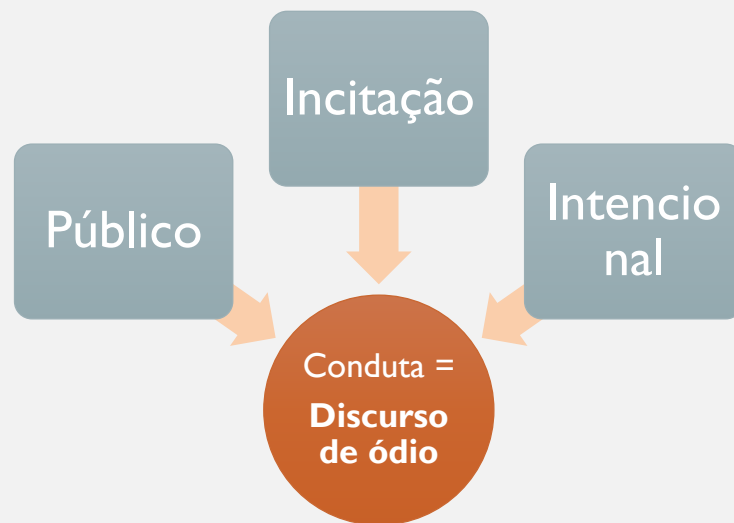 Incitação
Público
Intencio
nal
Conduta =
Discurso
de ódio